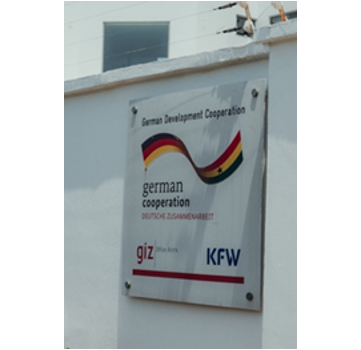 German Development Cooperation
german
cooperation
DEUTSCHE ZUSAMMENARBEIT
giz
KFW